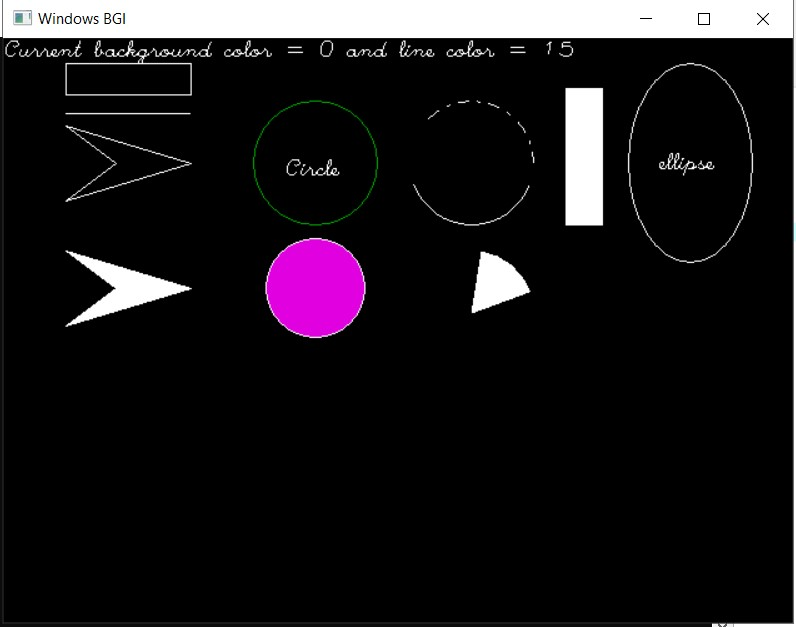 Windows BGI
Current background color = 0 and line color = 15
Circle
ellipse